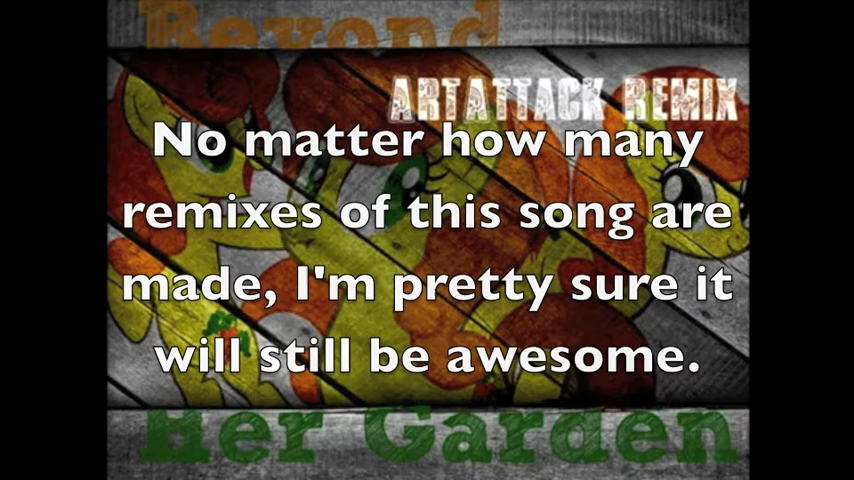 Beyond
ARTATTACK REMIX
No matter how many
remixes of this song are
made, I'm pretty sure it
will still be awesome.
Her Garden